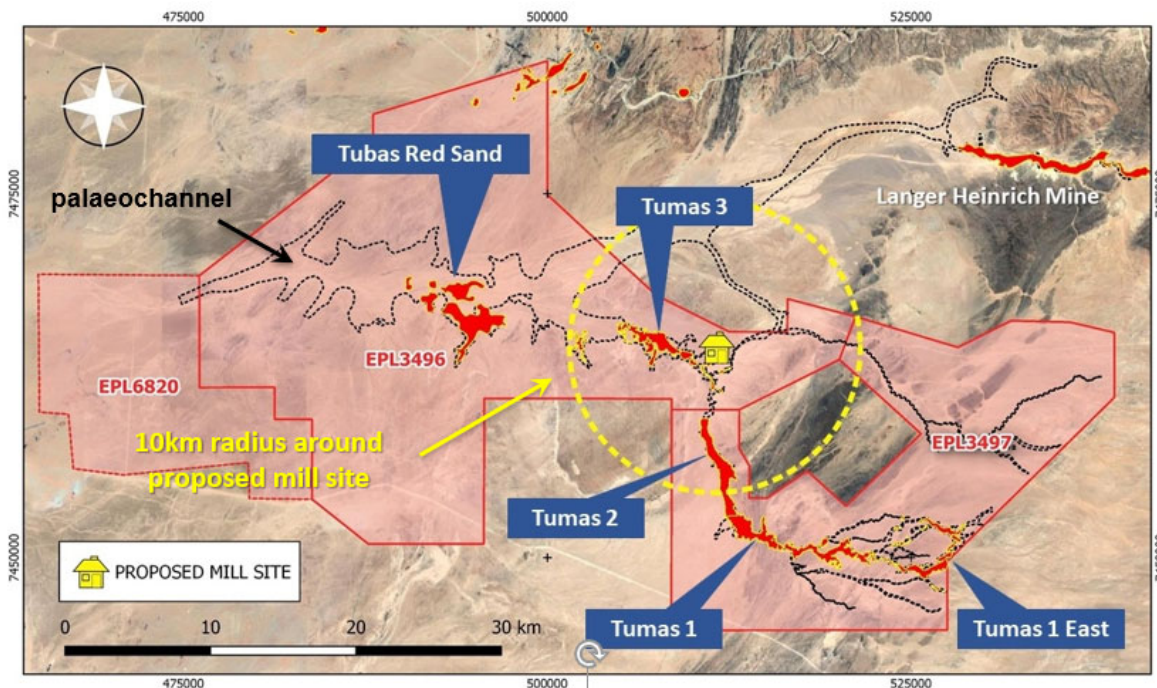 475000 500000 525000
Tubas Red Sand
palaeochannel
Tumas 3
Langer Heinrich Mine
7475000
EPL3496
EPL6820
10km radius around
proposed mill site
EPL3497
Tumas 2
7450000
PROPOSED MILL SITE
Tumas 1
Tumas 1 East
0 10 20 30 km
475000 500000 525000